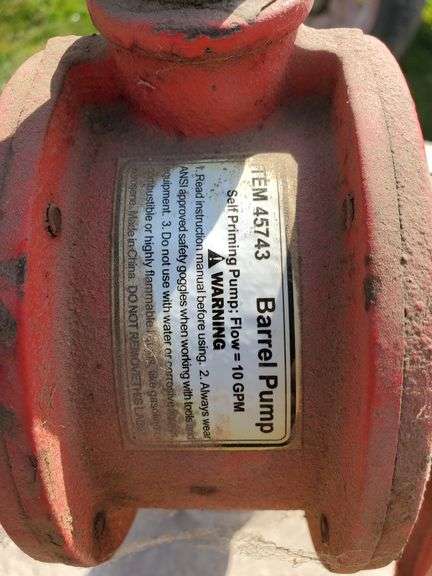 ITEM 45743 Barrel Pump
Self Priming Pump; Flow = 10 GPM
WARNING
1. Read instruction manual before using. 2. Always wear
ANSI approved safety goggles when working with tools
equipment. 3. Do not use with water or corrosive
combustible or highly flammable
Made in China. DO NOT REMOVE THIS LABEL